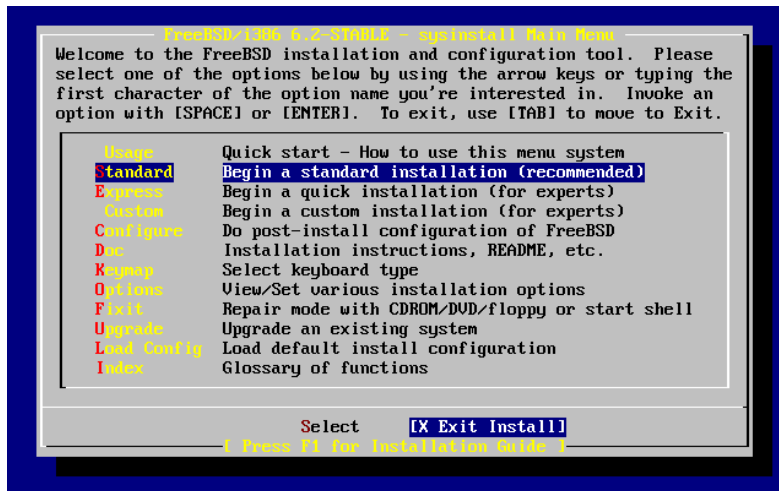 FreeBSD/i386 6.2-STABLE - sysinstall Main Menu
Welcome to the FreeBSD installation and configuration tool.  Please
select one of the options below by using the arrow keys or typing the
first character of the option name you're interested in.  Invoke an
option with [SPACE] or [ENTER].  To exit, use [TAB] to move to Exit.
Usage Quick start - How to use this menu system
Standard Begin a standard installation (recommended)
Express Begin a quick installation (for experts)
Custom Begin a custom installation (for experts)
Configure Do post-install configuration of FreeBSD
Doc Installation instructions, README, etc.
Keymap Select keyboard type
Options View/Set various installation options
Fixit Repair mode with CDROM/DVD/floppy or start shell
Upgrade Upgrade an existing system
Load Config Load default install configuration
Index Glossary of functions
Select [X Exit Install]
[ Press F1 for Installation Guide ]